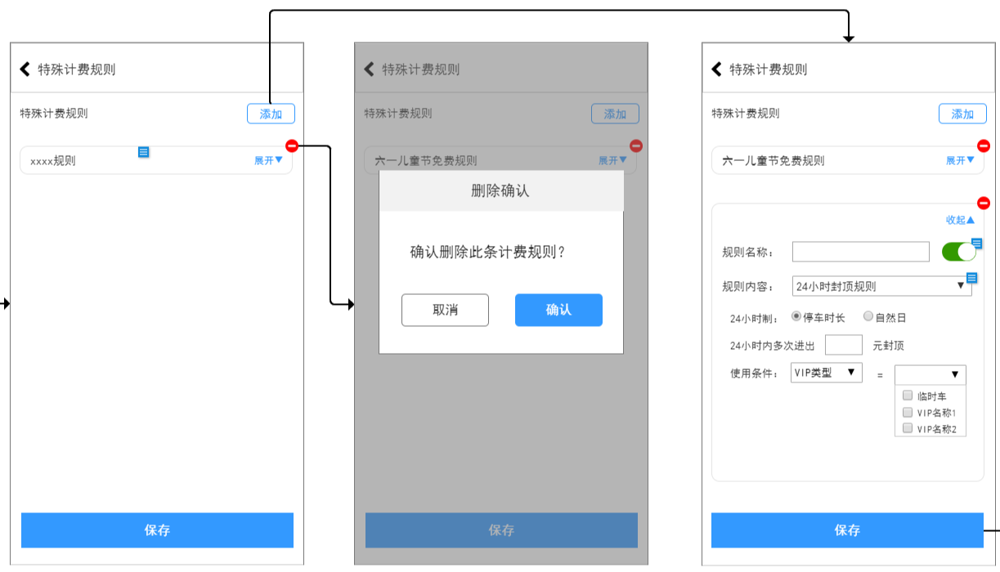 特殊计费规则
特殊计费规则
添加
xxxx规则
展开▼
保存
特殊计费规则
特殊计费规则
添加
六一儿童节免费规则
展开▼
删除确认
确认删除此条计费规则?
取消
确认
保存
特殊计费规则
特殊计费规则
添加
六一儿童节免费规则
展开▼
收起▲
规则名称:
规则内容:
24小时封顶规则 ▼
24小时制: 停车时长 自然日
24小时内多次进出 元封顶
使用条件: VIP类型 ▼ = ▼
临时车
VIP名称1
VIP名称2
保存